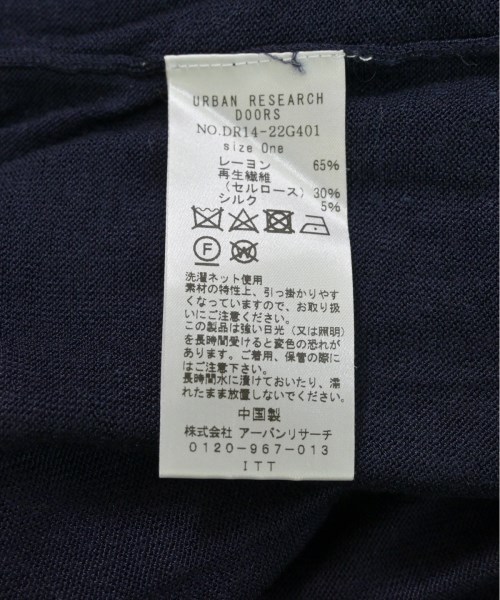 URBAN RESEARCH
DOORS
NO.DR14-22G401
size One
レーヨン 65%
再生繊維
(セルロース) 30%
シルク 5%
F
W
洗濯ネット使用
素材の特性上、引っ掛かりやす
くなっていますので、お取り扱
いにご注意ください。
この製品は強い日光(又は照明)
を長時間受けると変色の恐れが
あります。ご着用、保管の際に
はご注意下さい。
長時間水に漬けておいたり、濡
れたまま放置しないでください
中国製
株式会社 アーバンリサーチ
0120-967-013
ITT